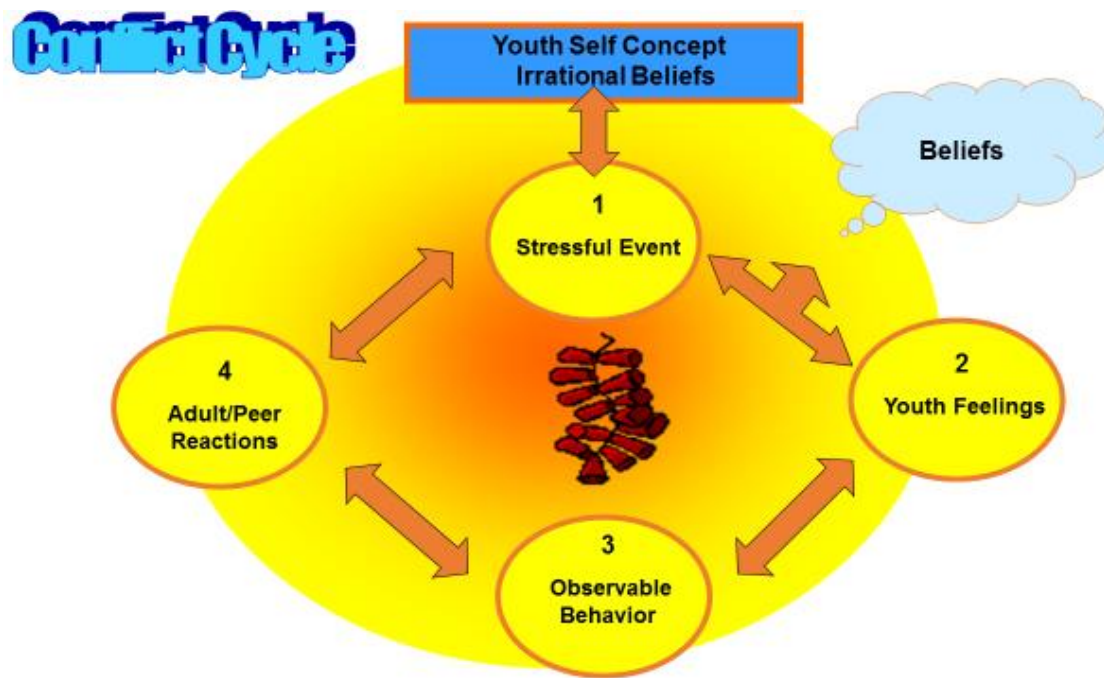 Conflict Cycle
Youth Self Concept
Irrational Beliefs
Beliefs
1
Stressful Event
2
Youth Feelings
3
Observable
Behavior
4
Adult/Peer
Reactions